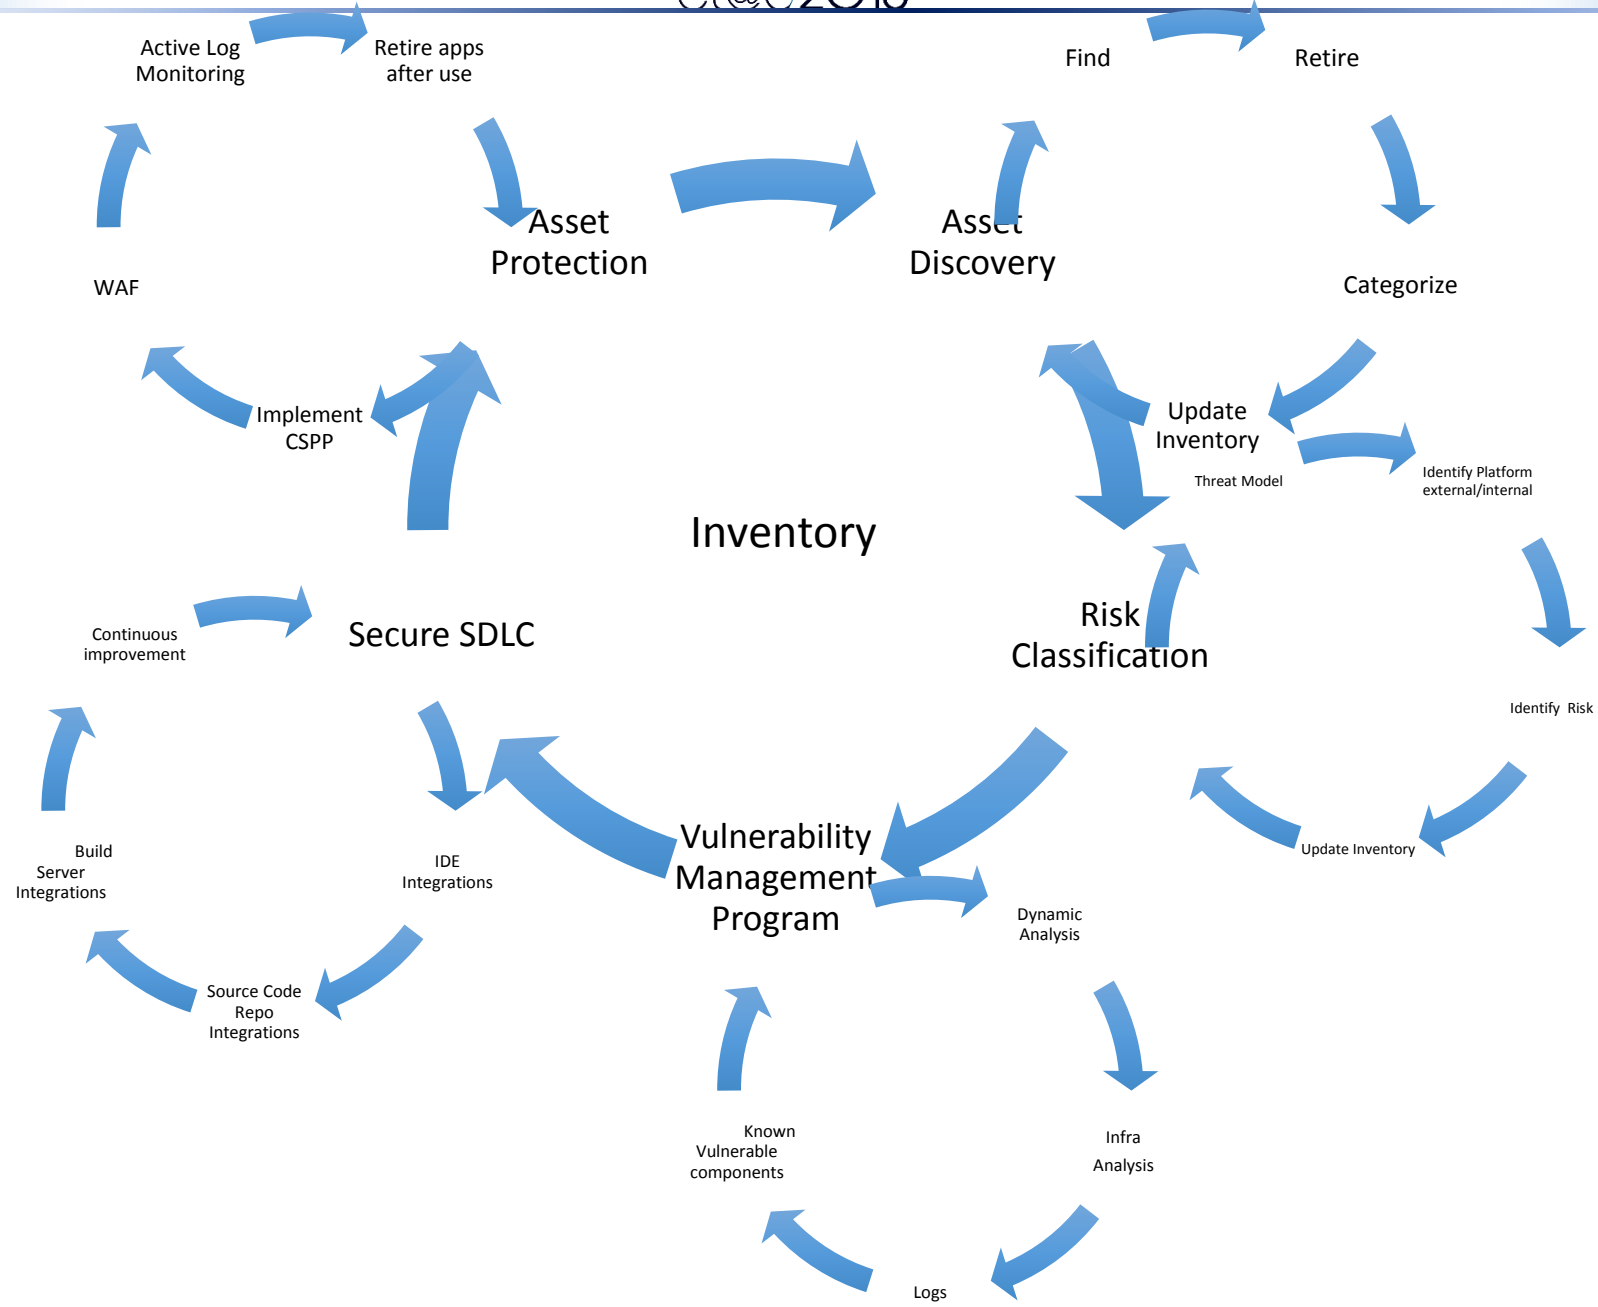 Active Log
Monitoring
Retire apps
after use
Find
Retire
Asset
Protection
Asset
Discovery
WAF
Categorize
Implement
CSPP
Update
Inventory
Threat Model
Identify Platform
external/internal
Inventory
Continuous
improvement
Secure SDLC
Risk
Classification
Identify Risk
Build
Server
Integrations
IDE
Integrations
Vulnerability
Management
Program
Update Inventory
Dynamic
Analysis
Source Code
Repo
Integrations
Known
Vulnerable
components
Infra
Analysis
Logs